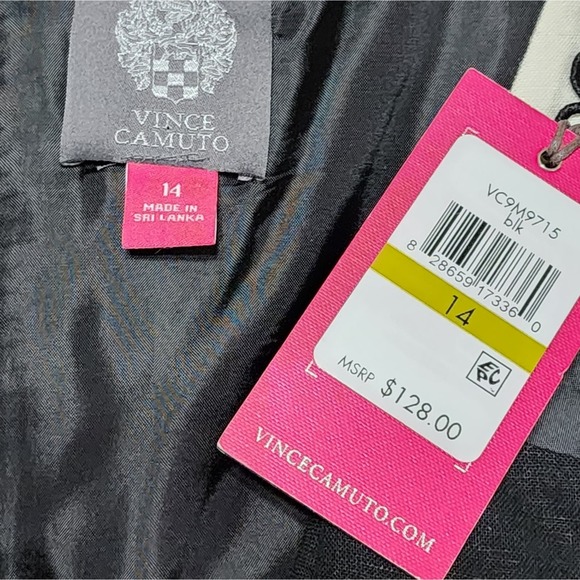 VINCE
CAMUTO
14
MADE IN
SRI LANKA
VC9M9715
blk
8 28659 17336 0
14
MSRP $128.00
VINCECAMUTO.COM